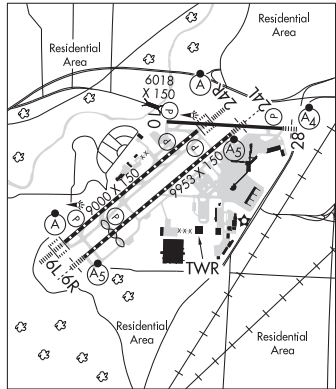 Residential
Area
Residential
Area
6018
X 150
A
P
24R
24L
P
A4
10
28
P
A5
P
9000 X 150
9953 X 150
P
A
P
P
6L
6R
A5
x-x
x-x-x
TWR
Residential
Area
Residential
Area